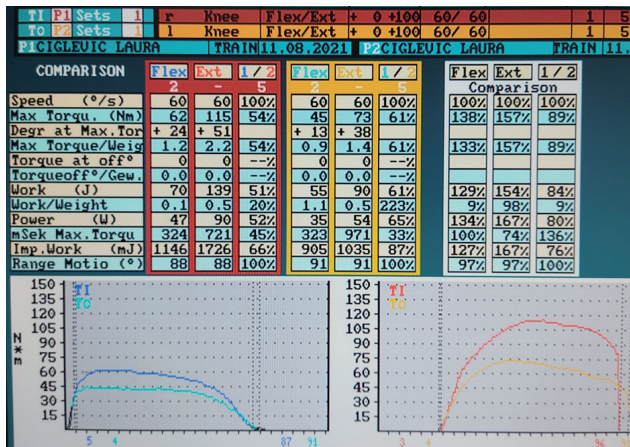 TI P1 Sets 1 r Knee Flex/Ext + 0 +100 60/ 60 1 5
TO P2 Sets 1 l Knee Flex/Ext + 0 +100 60/ 60 1 5
P1 CIGLEVIC LAURA TRAIN 11.08.2021 P2 CIGLEVIC LAURA TRAIN 11.
COMPARISON Flex Ext 1/2 Flex Ext 1/2 Flex Ext 1/2
2 - 5 2 - 5 Comparison
Speed (°/s) 60 60 100% 60 60 100% 100% 100% 100%
Max Torqu. (Nm) 62 115 54% 45 73 61% 138% 157% 89%
Degr at Max.Tor + 24 + 51 + 13 + 38
Max Torque/Weig 1.2 2.2 54% 0.9 1.4 61% 133% 157% 89%
Torque at off° 0 0 --% 0 0 --%
Torqueoff°/Gew. 0.0 0.0 --% 0.0 0.0 --%
Work (J) 70 139 51% 55 90 61% 129% 154% 84%
Work/Weight 0.1 0.5 20% 1.1 0.5 223% 9% 98% 9%
Power (W) 47 90 52% 35 54 65% 134% 167% 80%
mSek Max.Torqu 324 721 45% 323 971 33% 100% 74% 136%
Imp.Work (mJ) 1146 1726 66% 905 1035 87% 127% 167% 76%
Range Motio (°) 88 88 100% 91 91 100% 97% 97% 100%
150 TI 150 TI
135 TO 135 TO
120 120
105 105
N*m 90 90
75 75
60 60
45 45
30 30
15 15
5 4 87 91 3 4 96